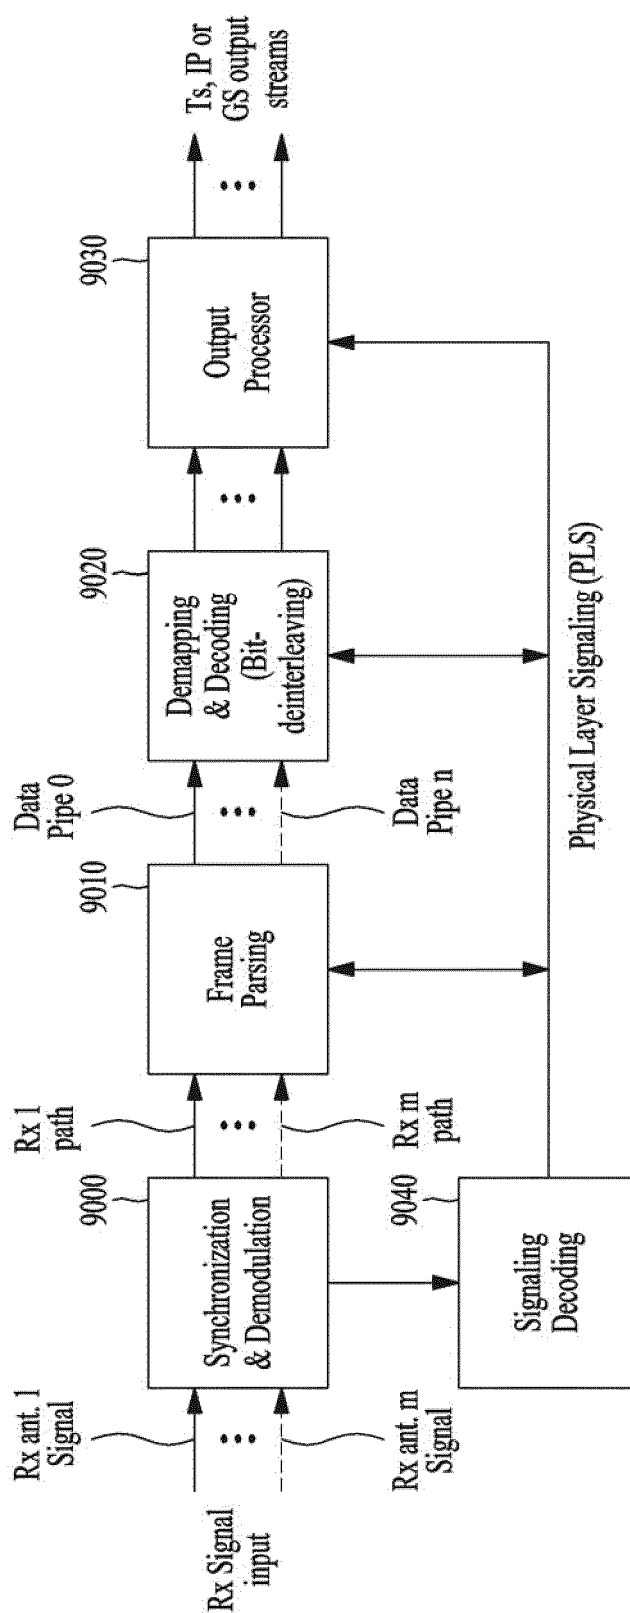 Rx Signal
input
Rx ant. 1
Signal
Rx ant. m
Signal
9000
Synchronization
& Demodulation
Rx 1
path
Rx m
path
9010
Frame
Parsing
Data
Pipe 0
Data
Pipe n
9020
Demapping
& Decoding
(Bit-
deinterleaving)
9030
Output
Processor
Ts, IP or
GS output
streams
9040
Signaling
Decoding
Physical Layer Signaling (PLS)